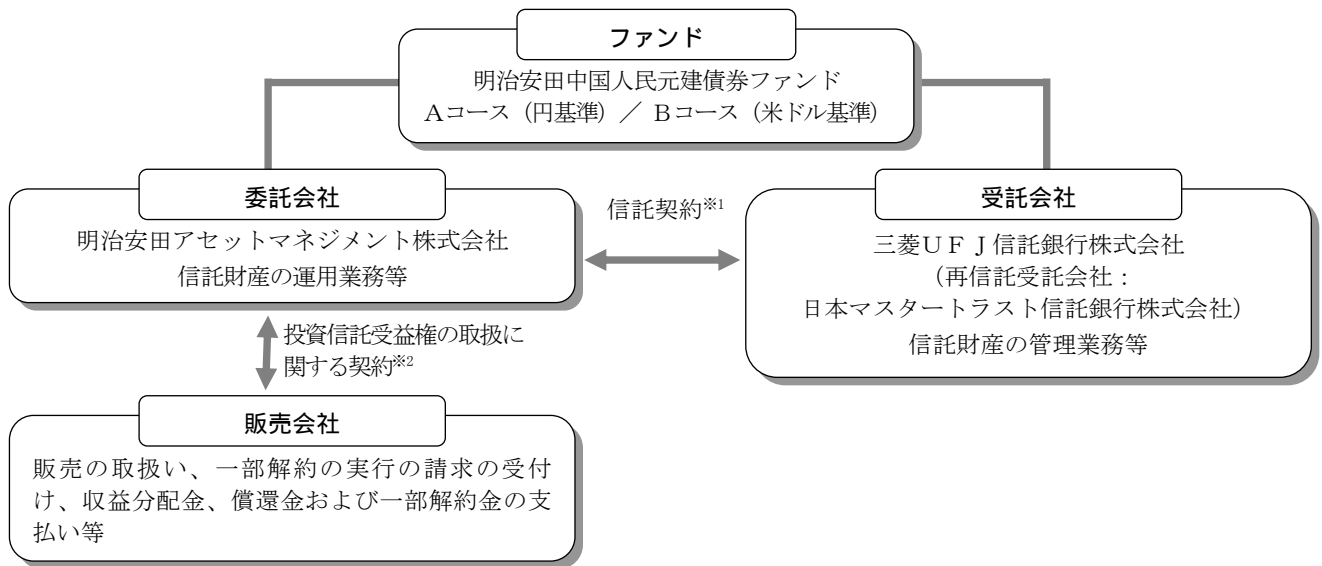 ファンド
明治安田中国人民元建債券ファンド
Aコース(円基準)/ Bコース(米ドル基準)
委託会社
明治安田アセットマネジメント株式会社
信託財産の運用業務等
信託契約※1
受託会社
三菱UFJ信託銀行株式会社
(再信託受託会社:
日本マスタートラスト信託銀行株式会社)
信託財産の管理業務等
投資信託受益権の取扱に
関する契約※2
販売会社
販売の取扱い、一部解約の実行の請求の受付
け、収益分配金、償還金および一部解約金の支
払い等